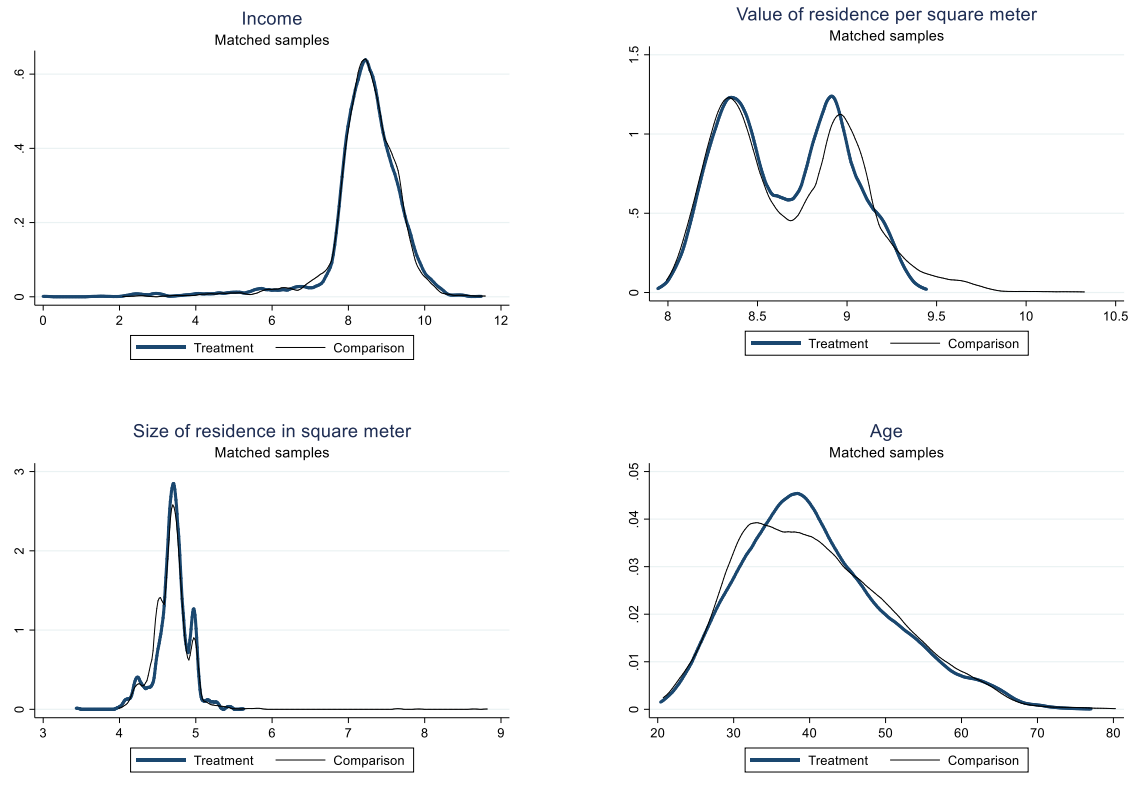 Income
Matched samples
.6
.4
.2
0
0 2 4 6 8 10 12
Treatment Comparison
Value of residence per square meter
Matched samples
1.5
1
.5
0
8 8.5 9 9.5 10 10.5
Treatment Comparison
Size of residence in square meter
Matched samples
3
2
1
0
3 4 5 6 7 8 9
Treatment Comparison
Age
Matched samples
.05
.04
.03
.02
.01
0
20 30 40 50 60 70 80
Treatment Comparison